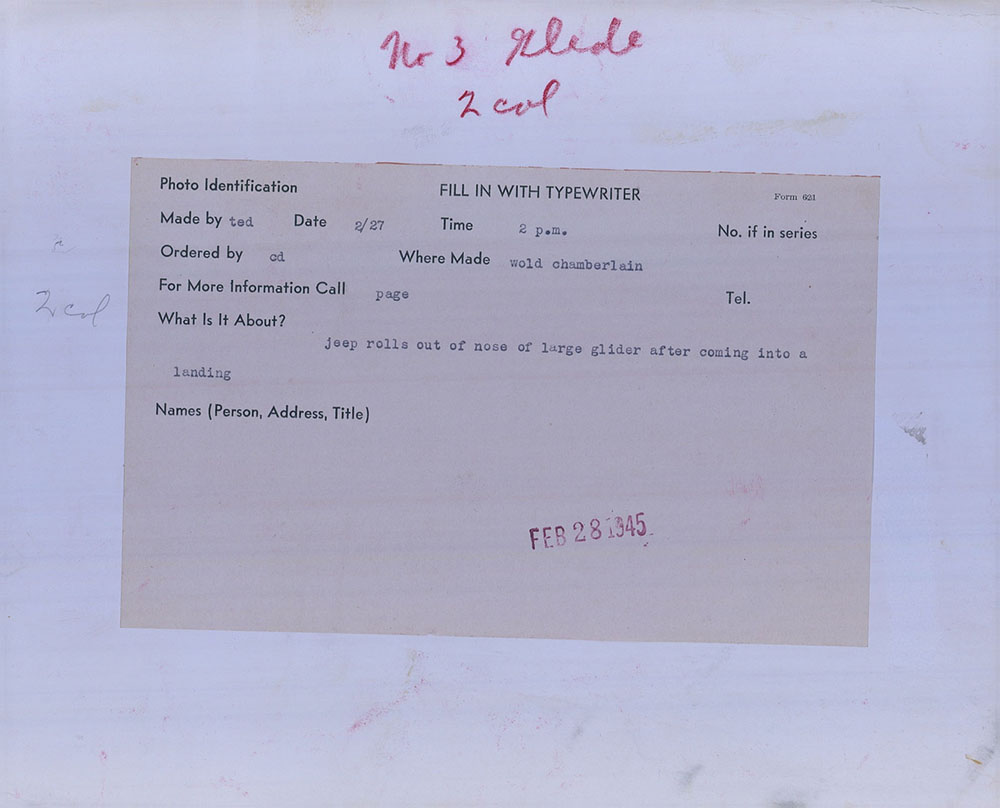 No 3 Glide
2 col
Photo Identification FILL IN WITH TYPEWRITER Form 621
Made by ted Date 2/27 Time 2 p.m. No. if in series
Ordered by cd Where Made wold chamberlain
For More Information Call page Tel.
2 col
What Is It About?
jeep rolls out of nose of large glider after coming into a
landing
Names (Person, Address, Title)
FEB 28 1945